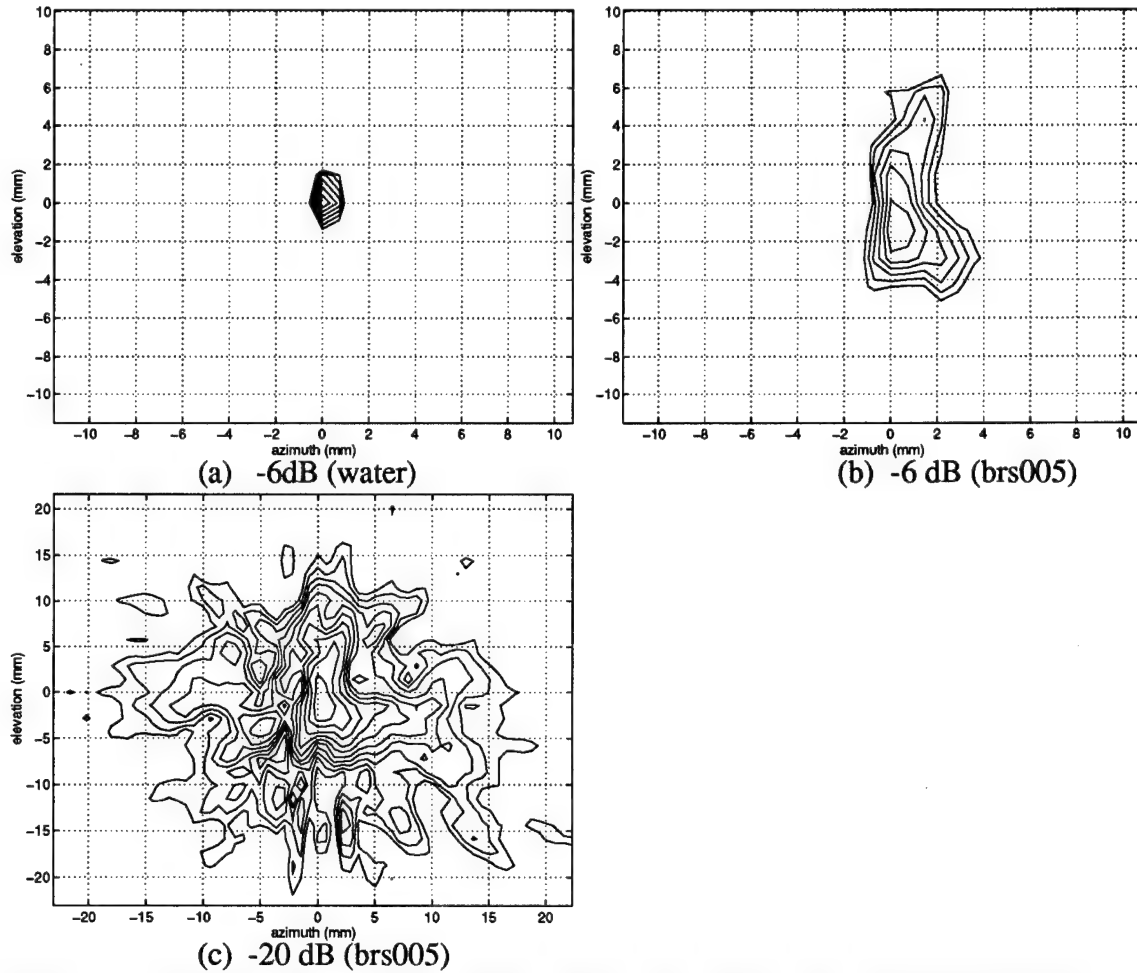 10
8
6
4
2
0
−2
−4
−6
−8
−10
elevation (mm)
−10 −8 −6 −4 −2 0 2 4 6 8 10
azimuth (mm)
(a) -6dB (water)
10
8
6
4
2
0
−2
−4
−6
−8
−10
elevation (mm)
−10 −8 −6 −4 −2 0 2 4 6 8 10
azimuth (mm)
(b) -6 dB (brs005)
20
15
10
5
0
−5
−10
−15
−20
elevation (mm)
−20 −15 −10 −5 0 5 10 15 20
azimuth (mm)
(c) -20 dB (brs005)